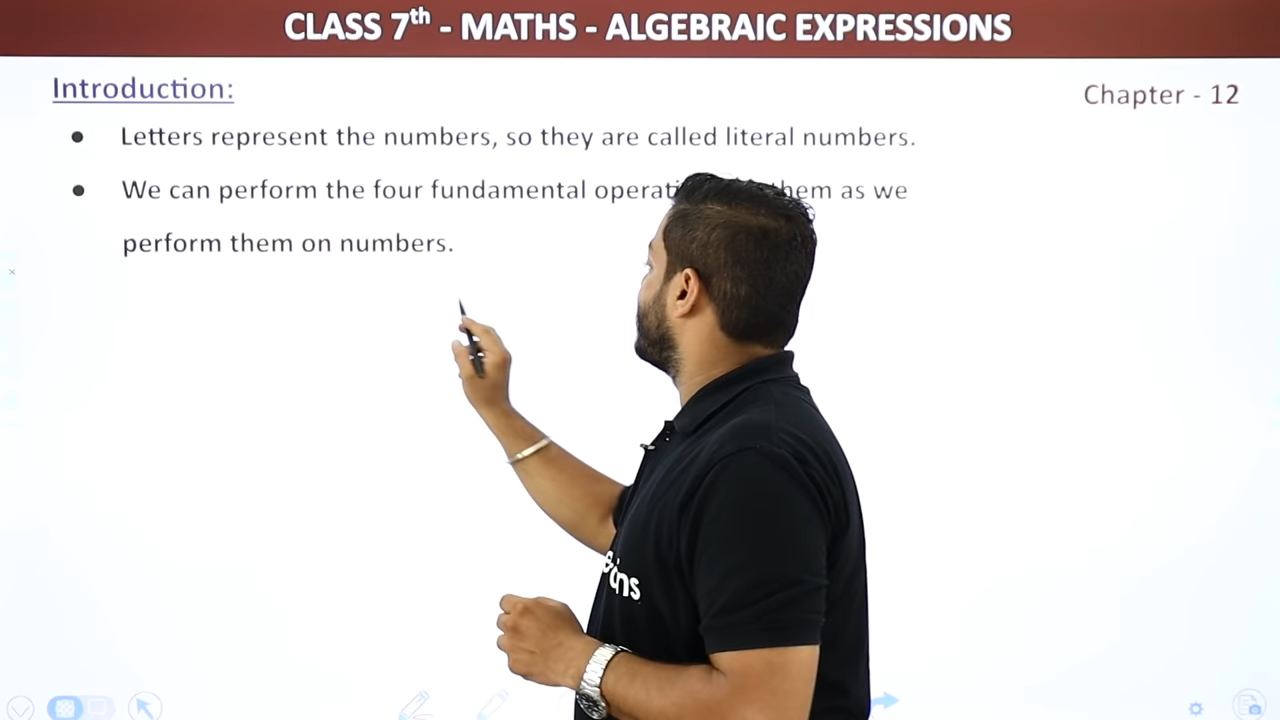 CLASS 7th - MATHS - ALGEBRAIC EXPRESSIONS
Introduction:
Chapter - 12
● Letters represent the numbers, so they are called literal numbers.
● We can perform the four fundamental as we
perform them on numbers.